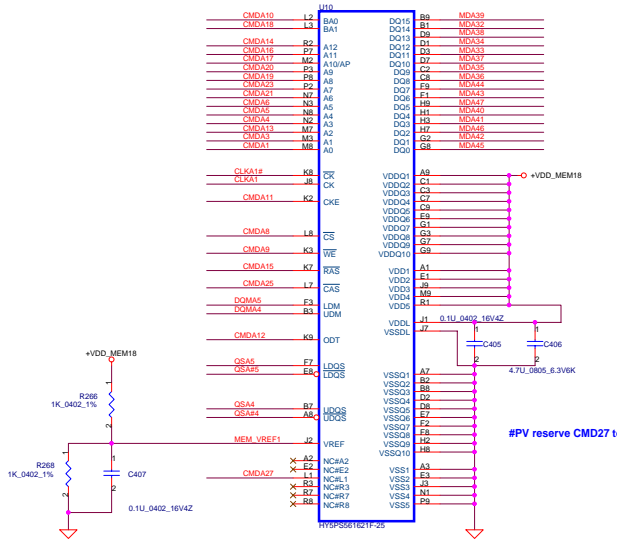 U10
CMDA10 L2 BA0 DQ15 B9 MDA39
CMDA18 L3 BA1 DQ14 B1 MDA32
DQ13 D9 MDA38
CMDA14 R2 A12 DQ12 D1 MDA34
CMDA16 P7 A11 DQ11 D3 MDA33
CMDA17 M2 A10/AP DQ10 D7 MDA37
CMDA20 P3 A9 DQ9 C2 MDA35
CMDA19 P8 A8 DQ8 C8 MDA36
CMDA23 P2 A7 DQ7 F9 MDA44
CMDA21 N7 A6 DQ6 F1 MDA43
CMDA6 N3 A5 DQ5 H9 MDA47
CMDA5 N8 A4 DQ4 H1 MDA40
CMDA4 N2 A3 DQ3 H3 MDA41
CMDA13 M7 A2 DQ2 H7 MDA46
CMDA3 M3 A1 DQ1 G2 MDA42
CMDA1 M8 A0 DQ0 G8 MDA45
CLKA1# K8 CK VDDQ1 A9 +VDD_MEM18
CLKA1 J8 CK VDDQ2 C1
VDDQ3 C3
CMDA11 K2 CKE VDDQ4 C7
VDDQ5 C9
VDDQ6 E9
VDDQ7 G1
CMDA8 L8 CS VDDQ8 G3
VDDQ9 G7
CMDA9 K3 WE VDDQ10 G9
CMDA15 K7 RAS VDD1 A1
VDD2 E1
CMDA25 L7 CAS VDD3 J9
VDD4 M9
DQMA5 F3 LDM VDD5 R1
DQMA4 B3 UDM
VDDL J1 0.1U_0402_16V4Z
CMDA12 K9 ODT VSSDL J7
1 C405 2
1 C406 2
4.7U_0805_6.3V6K
+VDD_MEM18
QSA5 F7 LDQS VSSQ1 A7
QSA#5 E8 LDQS VSSQ2 B2
VSSQ3 B8
VSSQ4 D2
VSSQ5 D8
QSA4 B7 UDQS VSSQ6 E7
QSA#4 A8 UDQS VSSQ7 F2
VSSQ8 F8
MEM_VREF1 J2 VREF VSSQ9 H2
VSSQ10 H8
1 R266 2
1K_0402_1%
#PV reserve CMD27 t
A2 NC#A2 VSS1 A3
E2 NC#E2 VSS2 E3
CMDA27 L1 NC#L1 VSS3 J3
R3 NC#R3 VSS4 N1
R7 NC#R7 VSS5 P9
R8 NC#R8
1 R268 2
1K_0402_1%
1 C407 2
0.1U_0402_16V4Z
HY5PS561621F-25